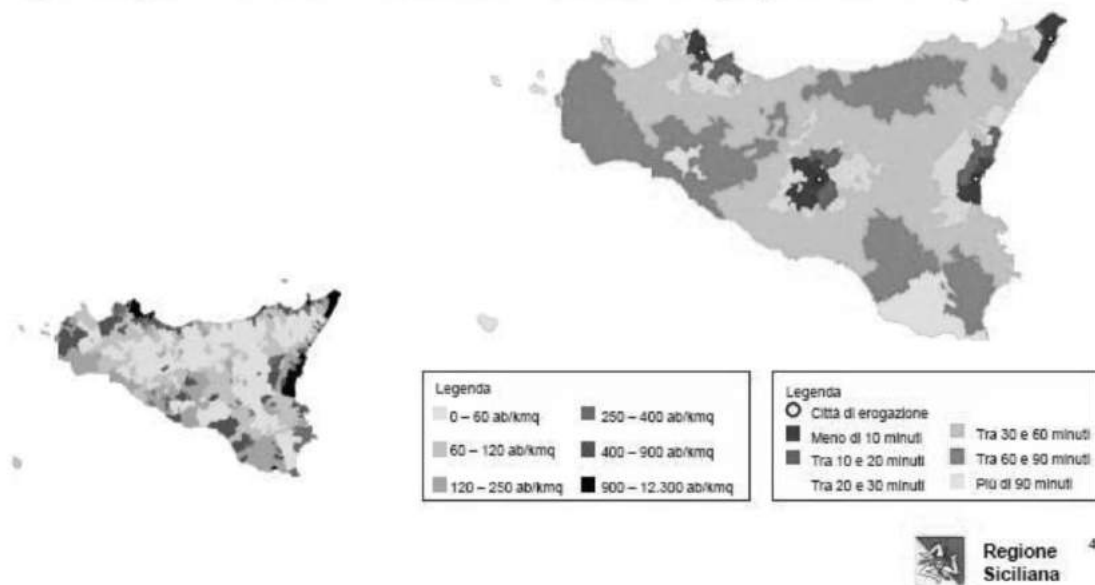 Legenda
0 – 60 ab/kmq
250 – 400 ab/kmq
60 – 120 ab/kmq
400 – 900 ab/kmq
120 – 250 ab/kmq
900 – 12.300 ab/kmq
Legenda
Città di erogazione
Meno di 10 minuti
Tra 10 e 20 minuti
Tra 20 e 30 minuti
Tra 30 e 60 minuti
Tra 60 e 90 minuti
Più di 90 minuti
Regione
Siciliana
4